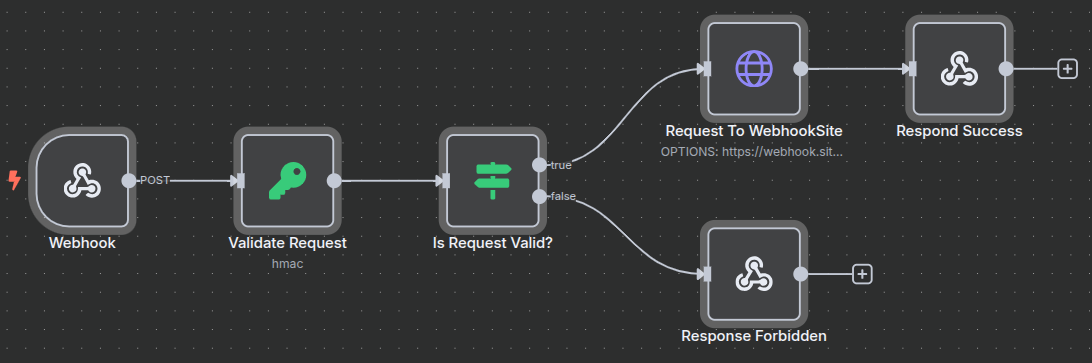 POST
Webhook
Validate Request
hmac
Is Request Valid?
true
false
Request To WebhookSite
OPTIONS: https://webhook.sit...
Respond Success
Response Forbidden